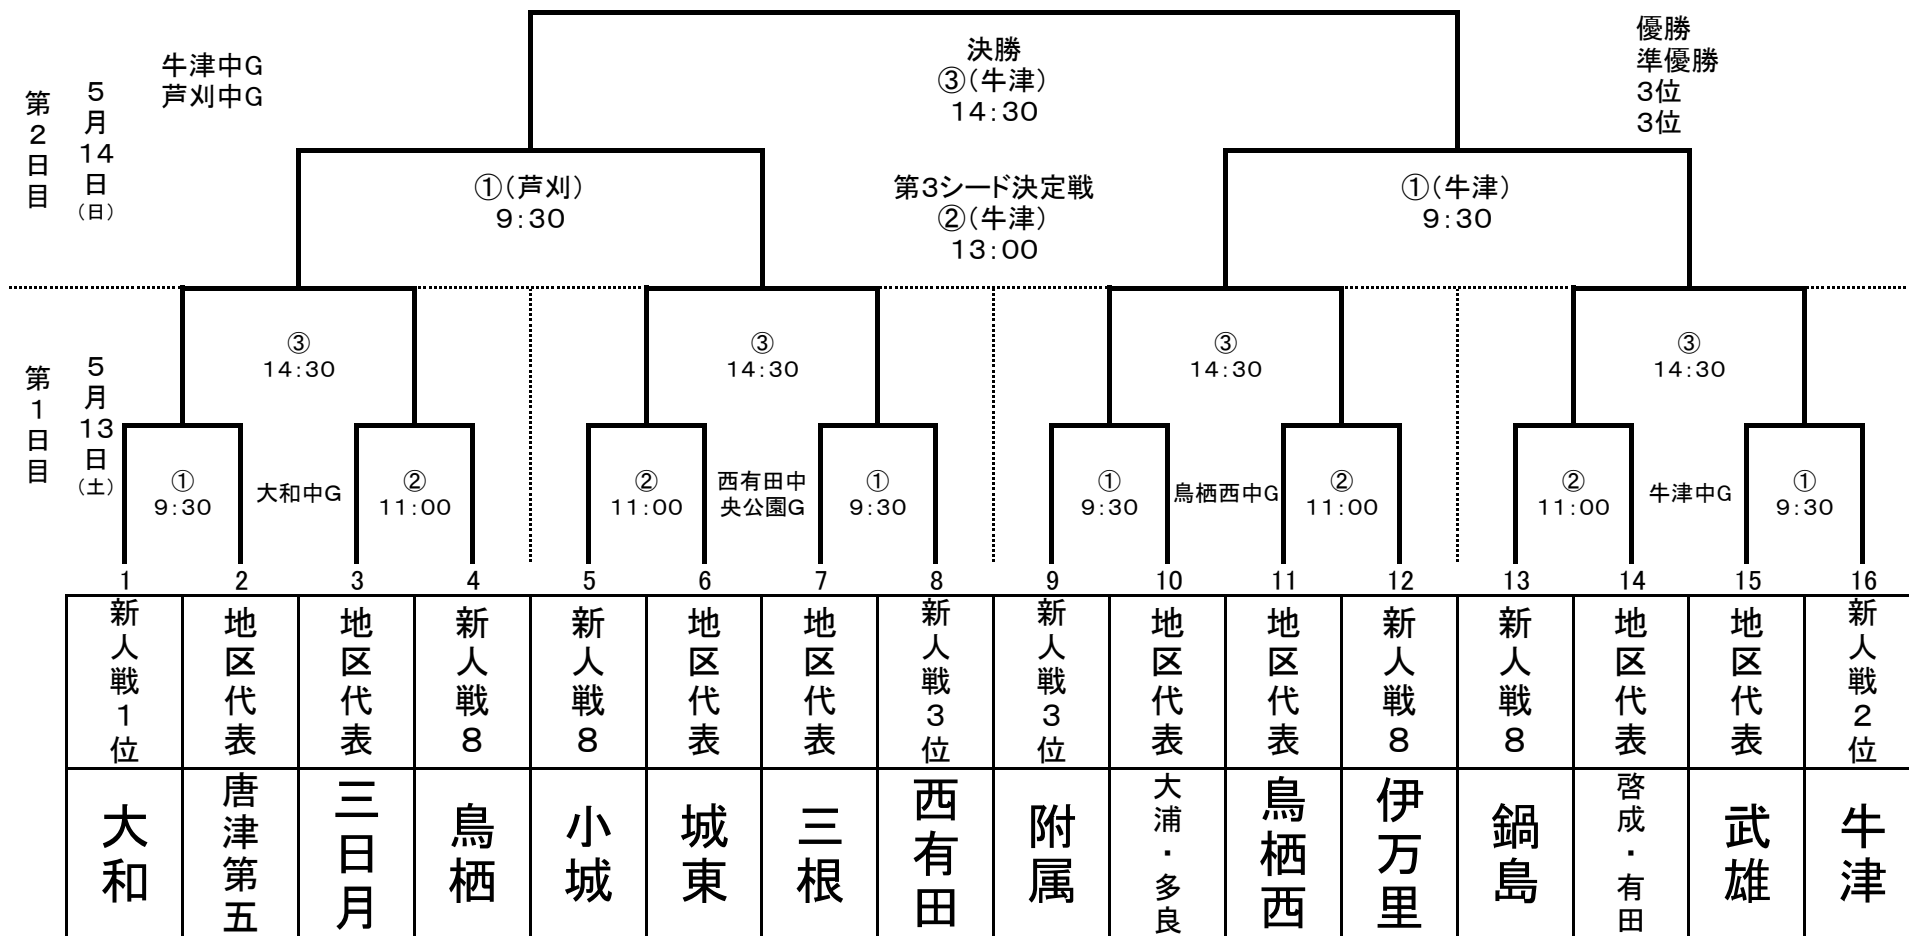 牛津中G
芦刈中G
決勝
③(牛津)
14:30
優勝
準優勝
3位
3位
第2日目
5月14日(日)
①(芦刈)
9:30
第3シード決定戦
②(牛津)
13:00
①(牛津)
9:30
第1日目
5月13日(土)
③
14:30
③
14:30
③
14:30
③
14:30
①
9:30
大和中G
②
11:00
②
11:00
西有田中
央公園G
①
9:30
①
9:30
鳥栖西中G
②
11:00
②
11:00
牛津中G
①
9:30
1 2 3 4 5 6 7 8 9 10 11 12 13 14 15 16
新人戦1位
地区代表
地区代表
新人戦8
新人戦8
地区代表
地区代表
新人戦3位
新人戦3位
地区代表
地区代表
新人戦8
新人戦8
地区代表
地区代表
新人戦2位
大和
唐津第五
三日月
鳥栖
小城
城東
三根
西有田
附属
大浦・多良
鳥栖西
伊万里
鍋島
啓成・有田
武雄
牛津